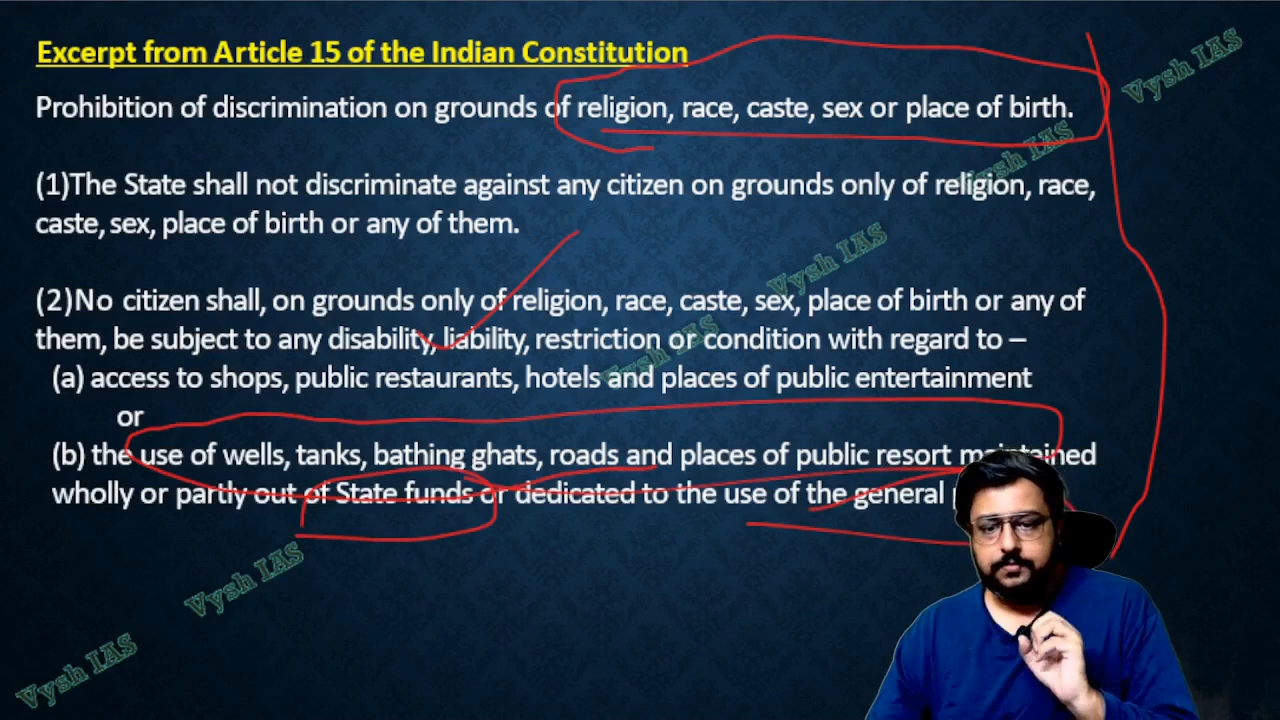 Excerpt from Article 15 of the Indian Constitution
Prohibition of discrimination on grounds of religion, race, caste, sex or place of birth.
(1)The State shall not discriminate against any citizen on grounds only of religion, race,
caste, sex, place of birth or any of them.
(2)No citizen shall, on grounds only of religion, race, caste, sex, place of birth or any of
them, be subject to any disability, liability, restriction or condition with regard to –
(a) access to shops, public restaurants, hotels and places of public entertainment
or
(b) the use of wells, tanks, bathing ghats, roads and places of public resort maintained
wholly or partly out of State funds or dedicated to the use of the general
Vysh IAS
Vysh IAS
Vysh IAS
Vysh IAS
Vysh IAS
Vysh IAS